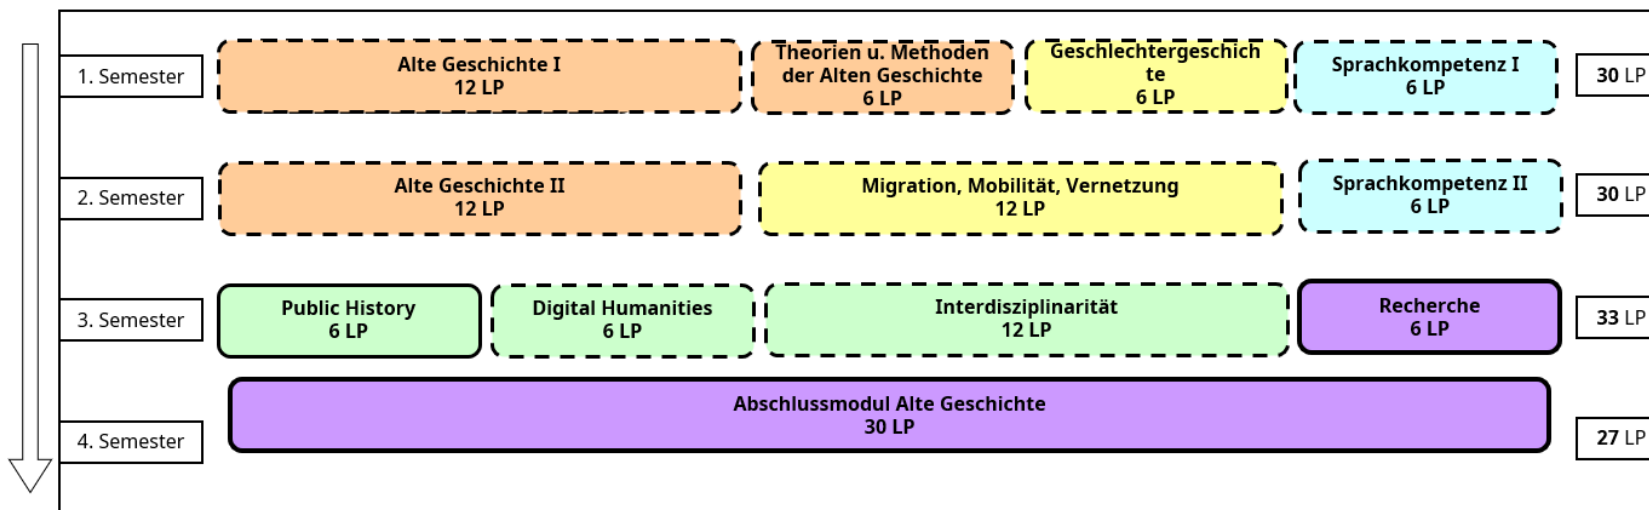 1. Semester
Alte Geschichte I
12 LP
Theorien u. Methoden
der Alten Geschichte
6 LP
Geschlechtergeschich
te
6 LP
Sprachkompetenz I
6 LP
30 LP
2. Semester
Alte Geschichte II
12 LP
Migration, Mobilität, Vernetzung
12 LP
Sprachkompetenz II
6 LP
30 LP
3. Semester
Public History
6 LP
Digital Humanities
6 LP
Interdisziplinarität
12 LP
Recherche
6 LP
33 LP
4. Semester
Abschlussmodul Alte Geschichte
30 LP
27 LP